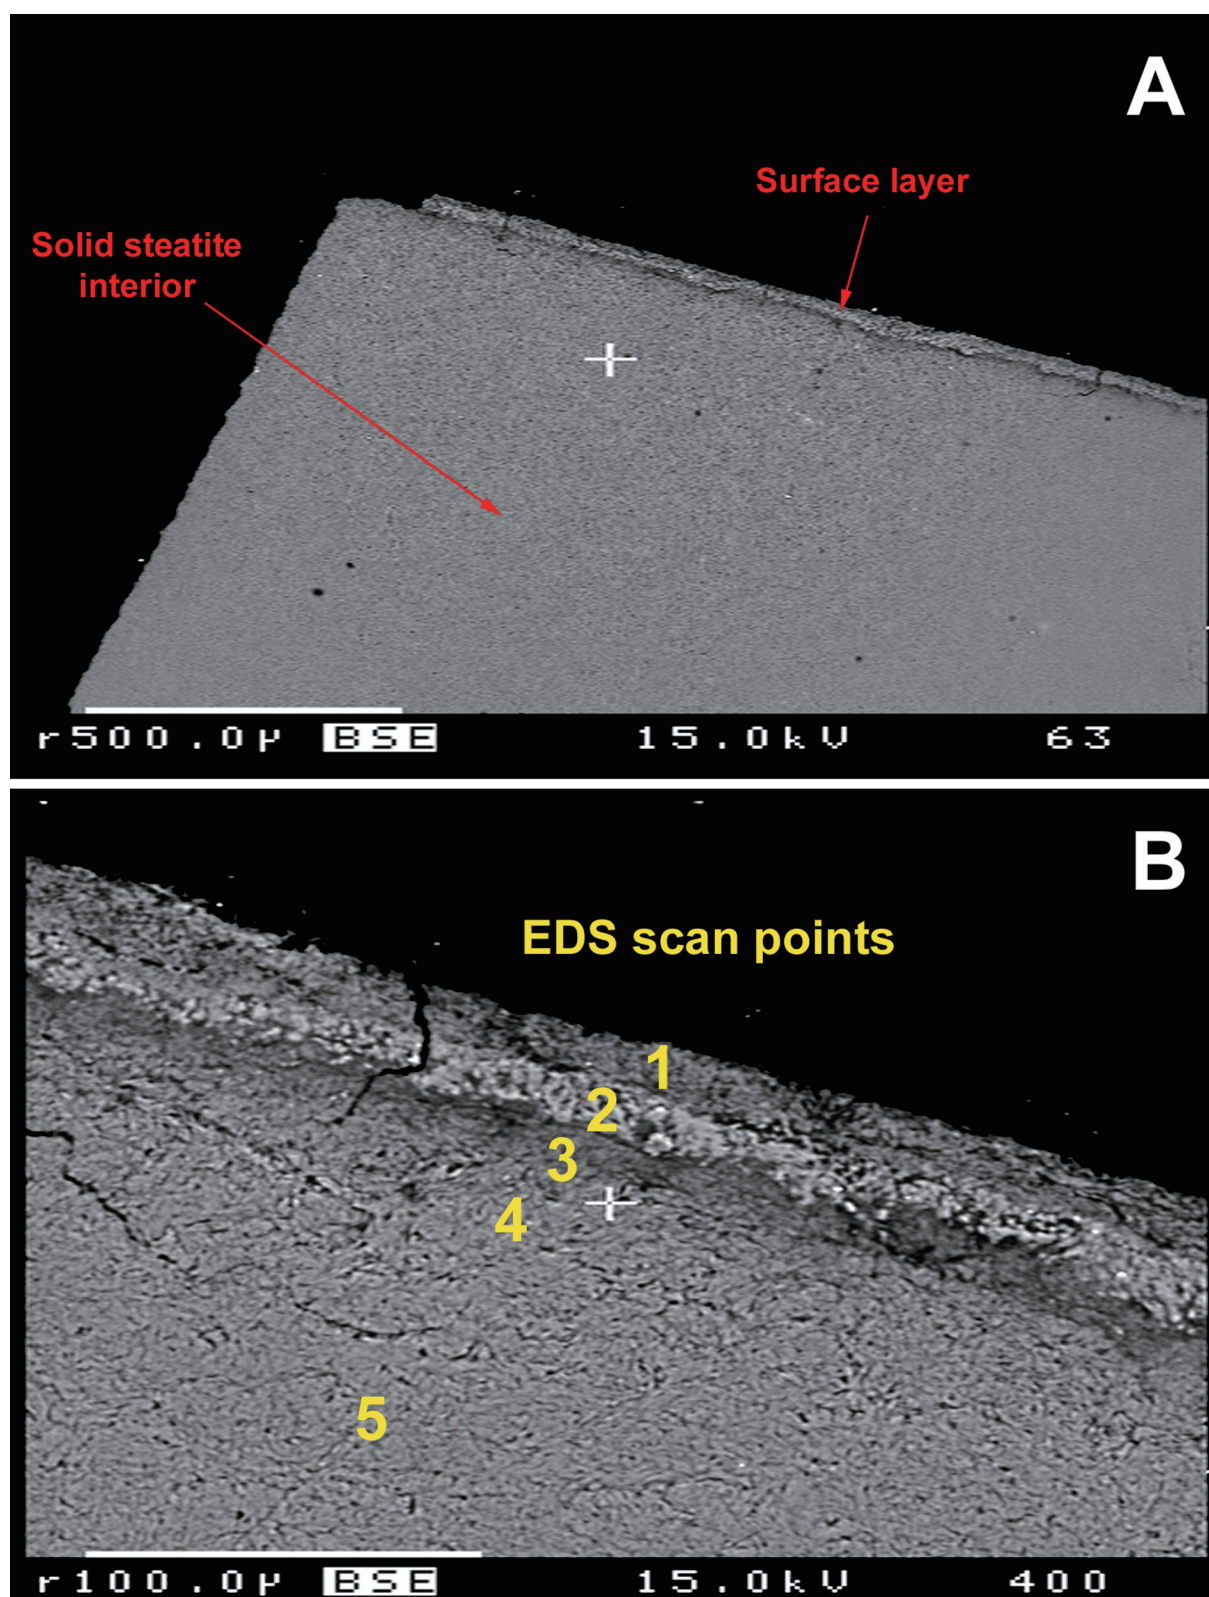 A
Surface layer
Solid steatite
interior
r500.0µ BSE 15.0kV 63
B
EDS scan points
1
2
3
4
5
r100.0µ BSE 15.0kV 400